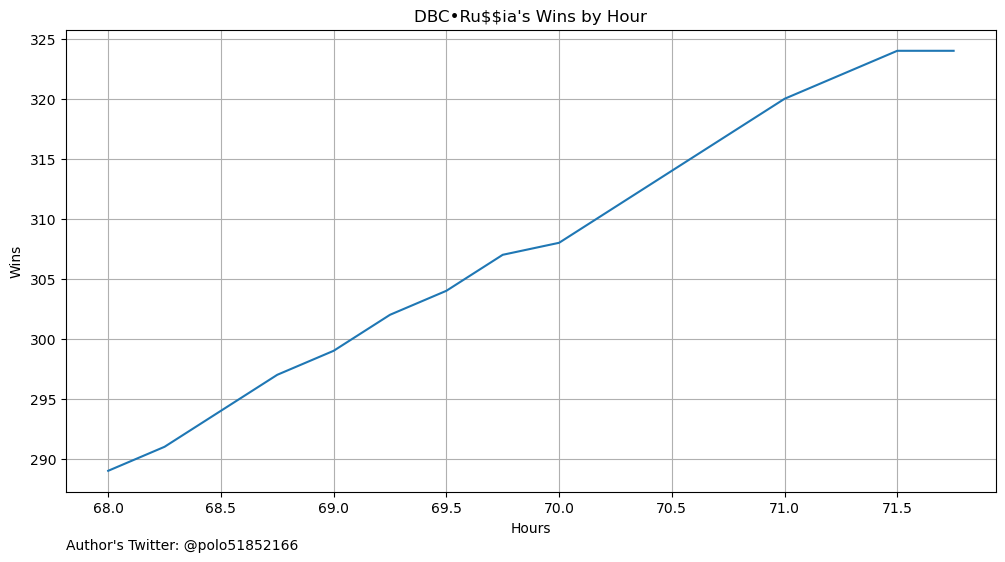 DBC•Ru$$ia's Wins by Hour
325
320
315
310
305
300
295
290
Wins
68.0 68.5 69.0 69.5 70.0 70.5 71.0 71.5
Hours
Author's Twitter: @polo51852166